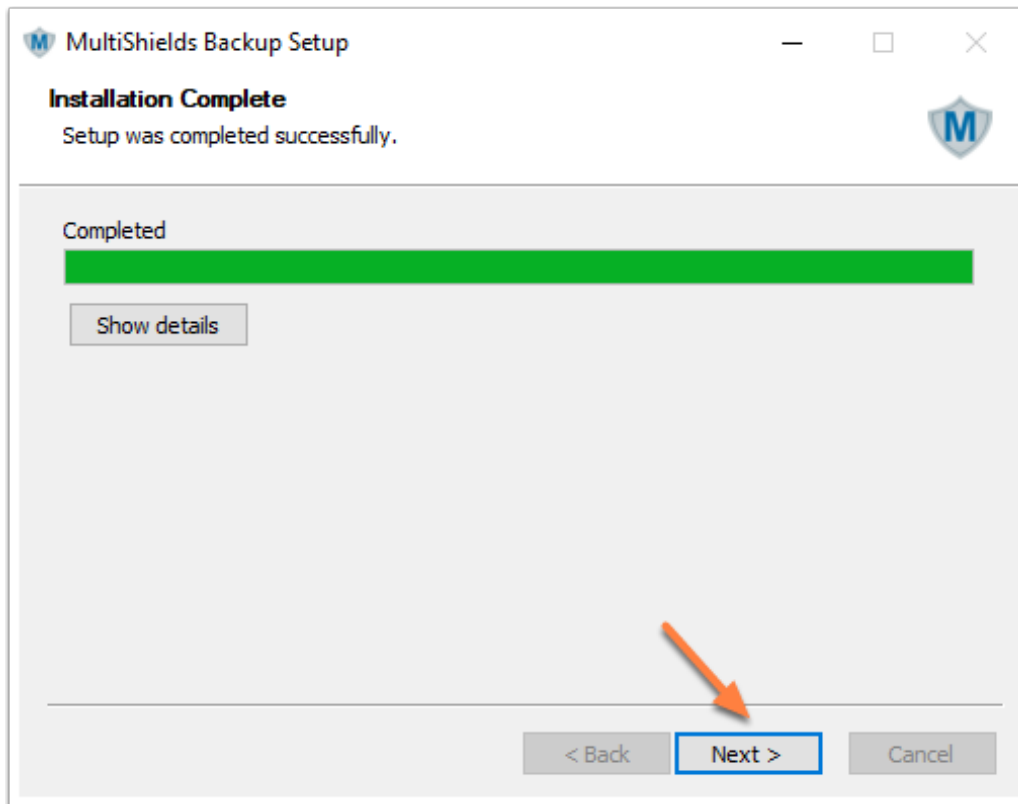 M MultiShields Backup Setup
Installation Complete
Setup was completed successfully.
M
Completed
Show details
< Back Next > Cancel